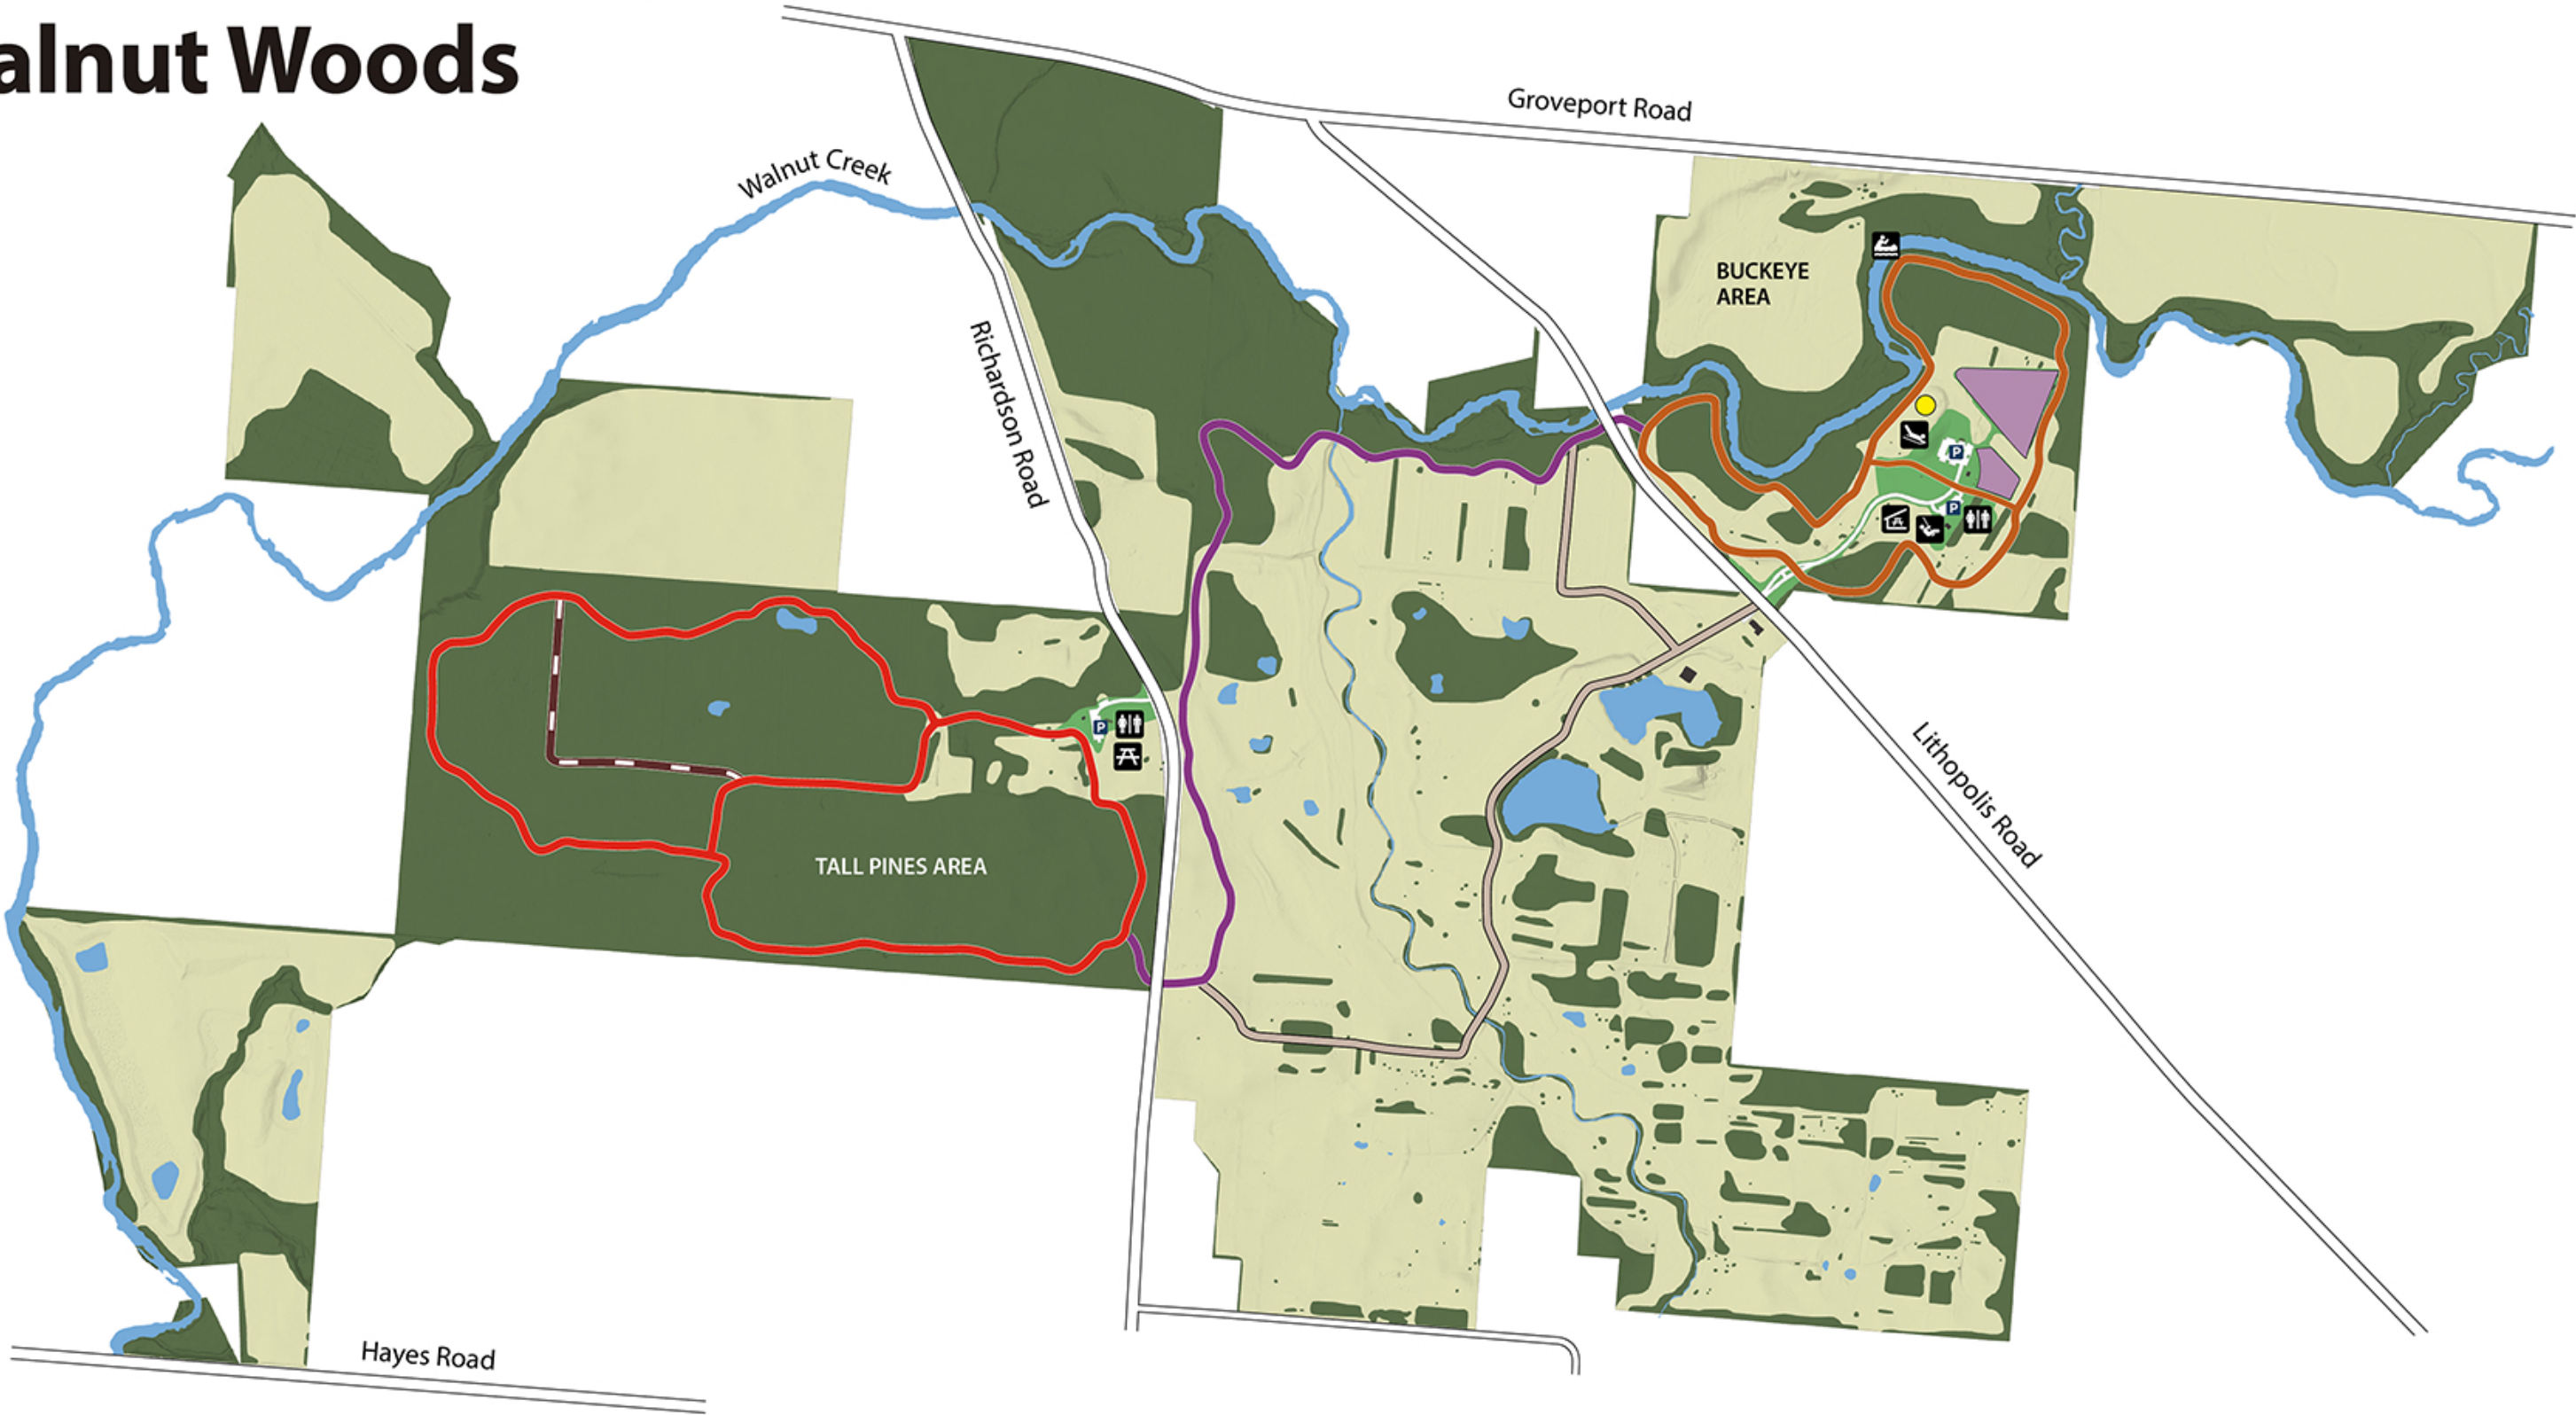 alnut Woods
Groveport Road
Walnut Creek
BUCKEYE
AREA
Richardson Road
P
P
P
Lithopolis Road
TALL PINES AREA
Hayes Road